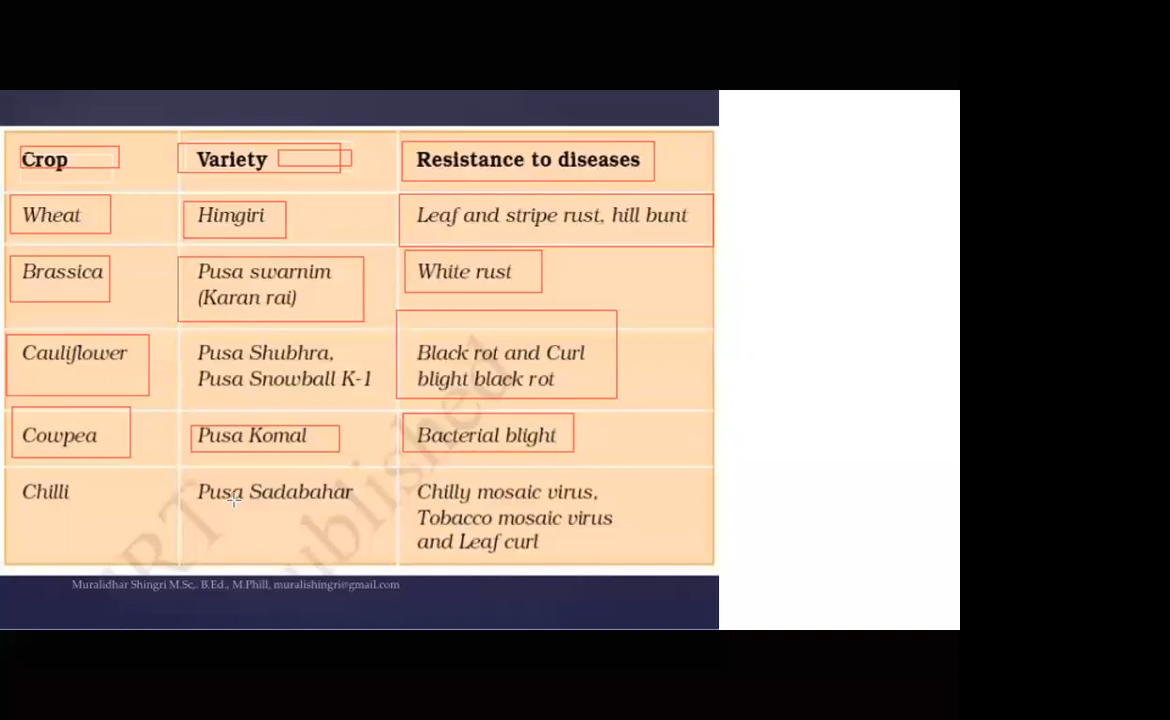 Crop Variety Resistance to diseases
Wheat Himgiri Leaf and stripe rust, hill bunt
Brassica Pusa swarnim White rust
(Karan rai)
Cauliflower Pusa Shubhra, Black rot and Curl
Pusa Snowball K-1 blight black rot
Cowpea Pusa Komal Bacterial blight
Chilli Pusa Sadabahar Chilly mosaic virus,
Tobacco mosaic virus
and Leaf curl
Muralidhar Shingri M.Sc,. B.Ed., M.Phill, muralishingri@gmail.com